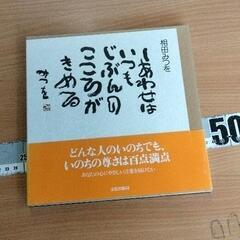 相田みつを
しあわせは
いつも
じぶんの
こころが
きめる
みつを
どんな人のいのちでも、
いのちの尊さは百点満点
50
25